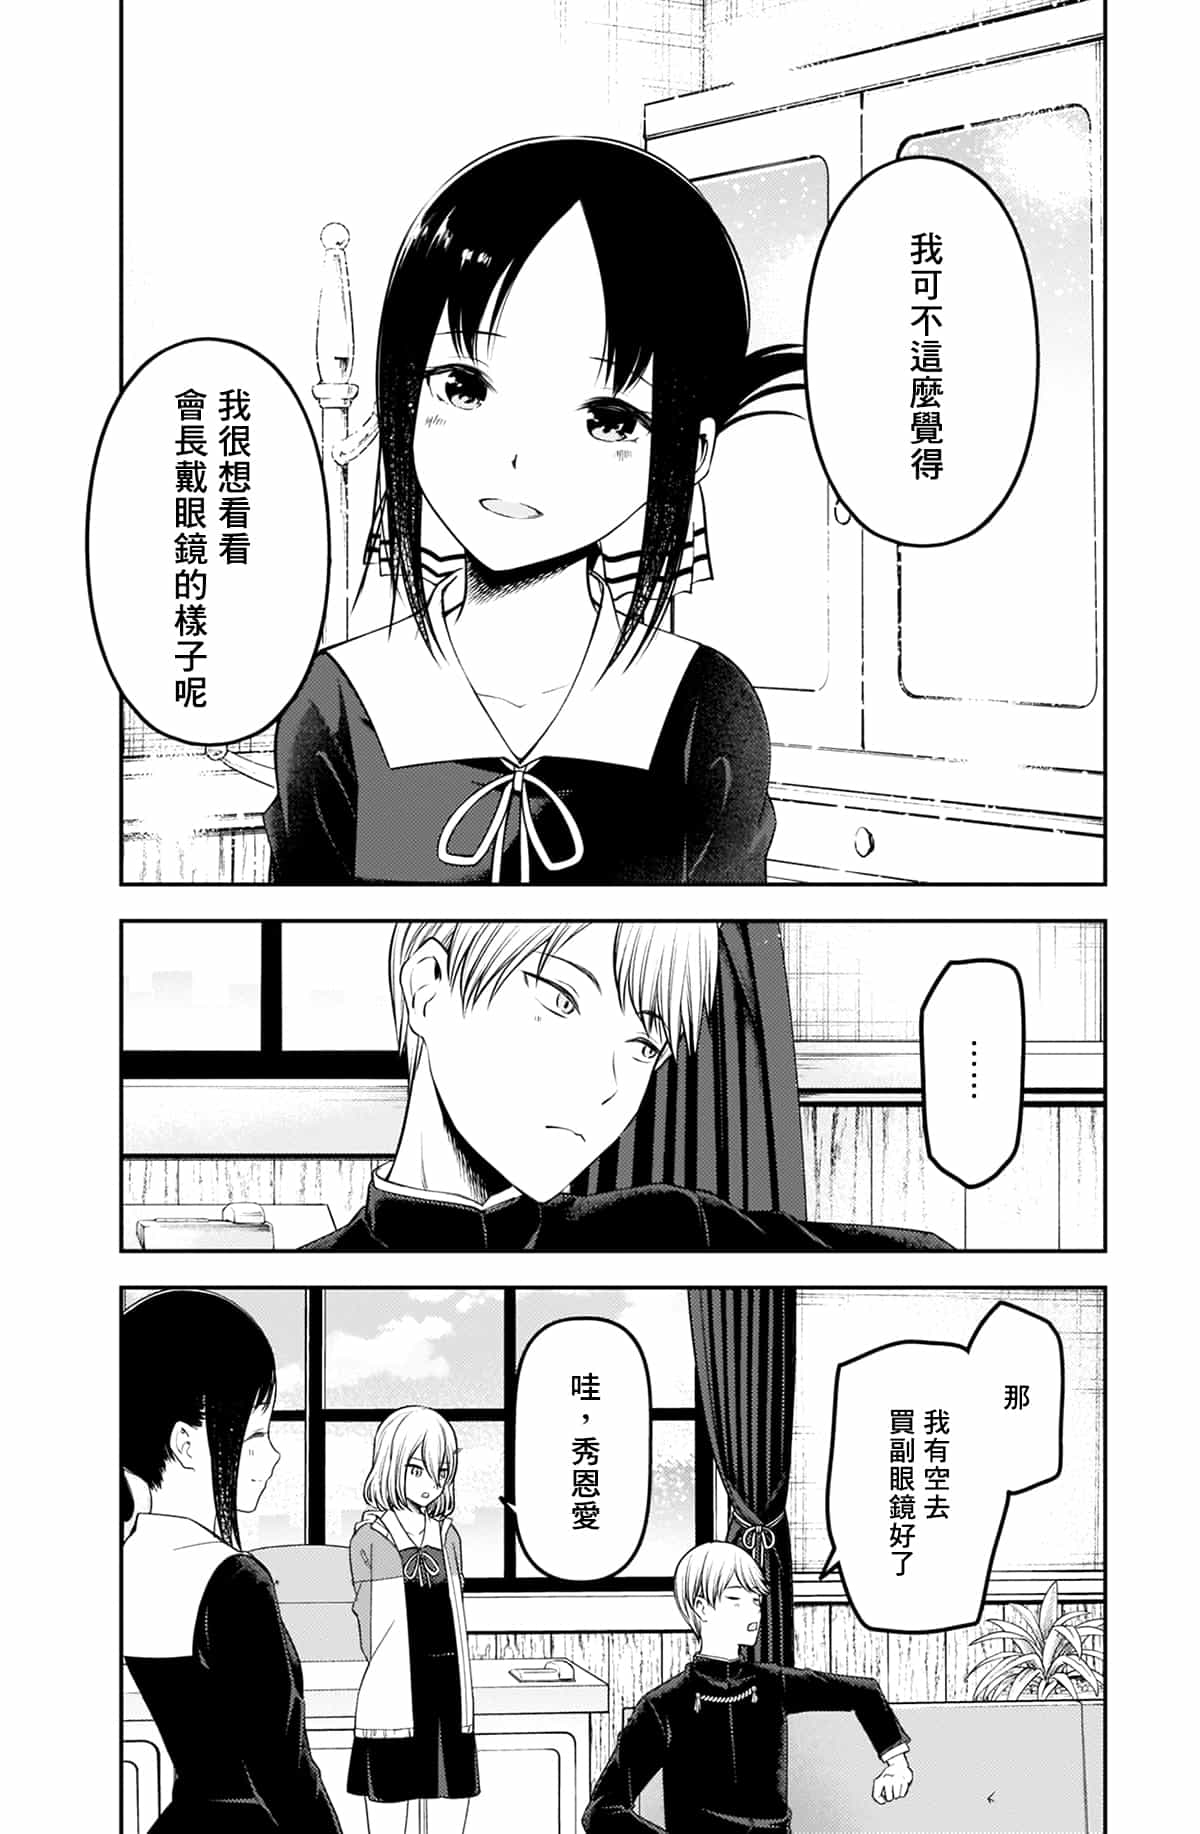 我可不這麼覺得
我很想看看
會長戴眼鏡的樣子呢
……
那
我有空去
買副眼鏡好了
哇，秀恩愛